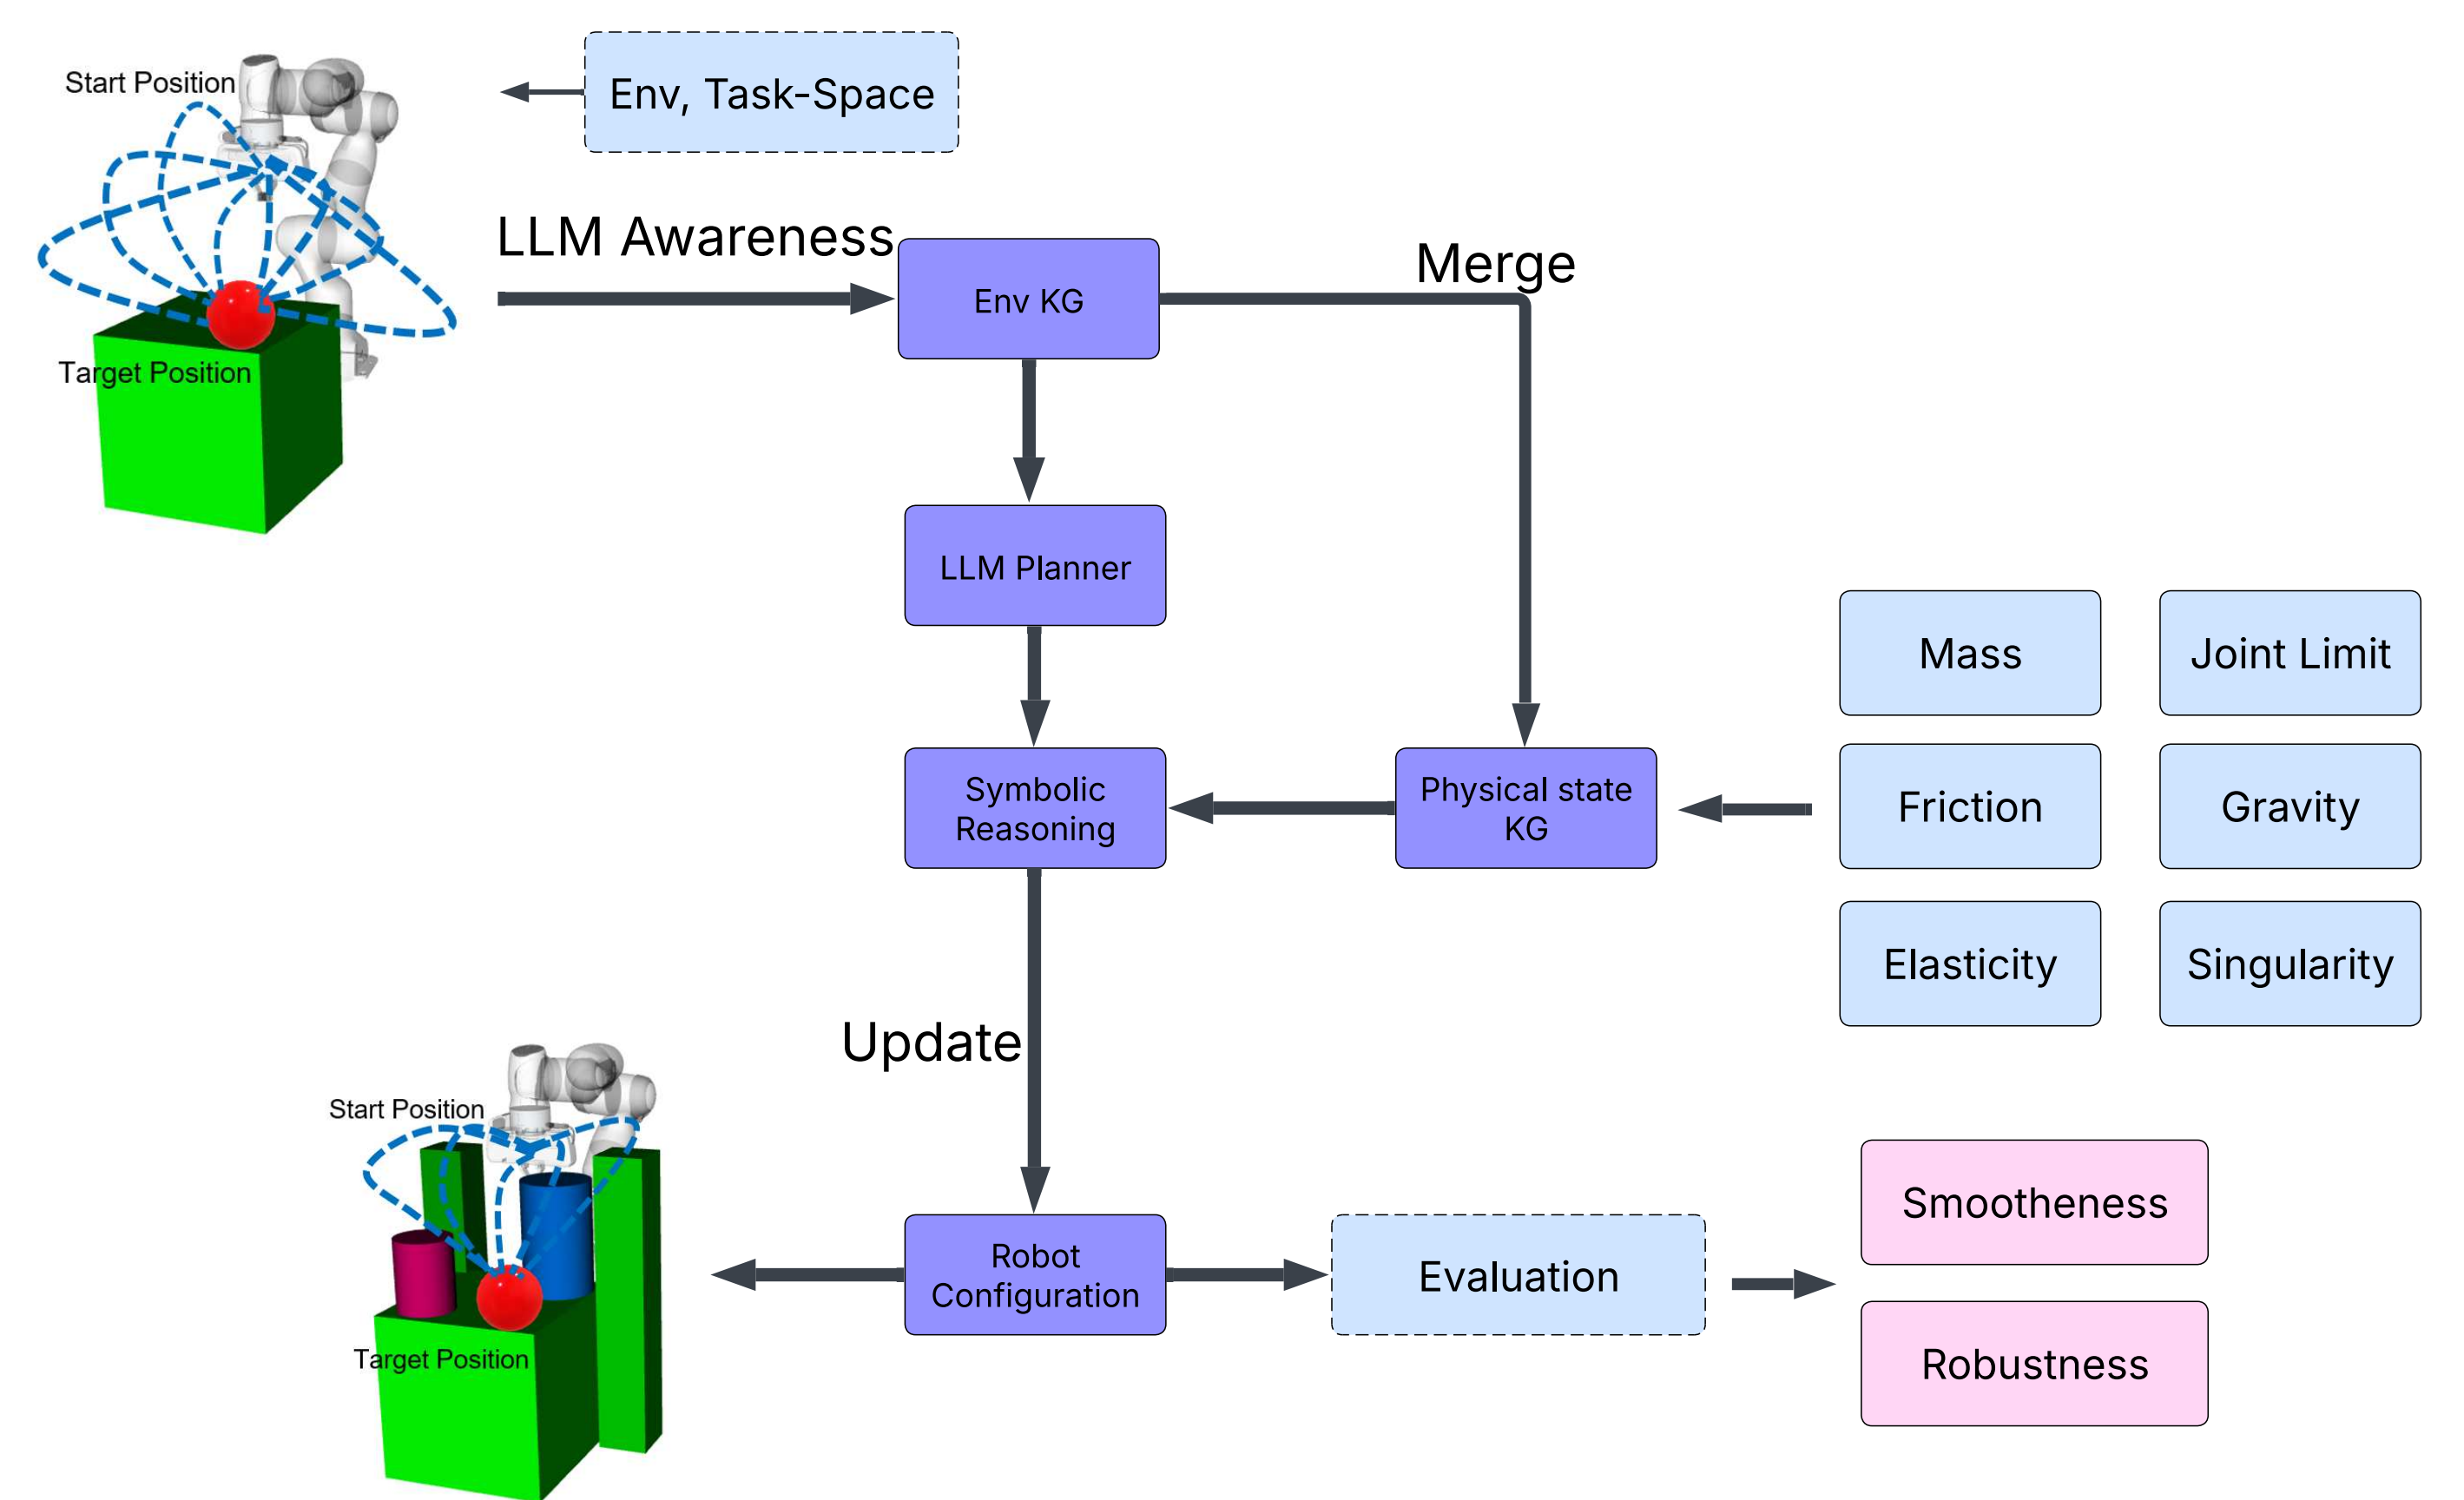 Env, Task-Space
Start Position
LLM Awareness
Merge
Env KG
Target Position
LLM Planner
Mass
Joint Limit
Symbolic
Reasoning
Physical state
KG
Friction
Gravity
Elasticity
Singularity
Update
Start Position
Robot
Configuration
Evaluation
Smootheness
Target Position
Robustness